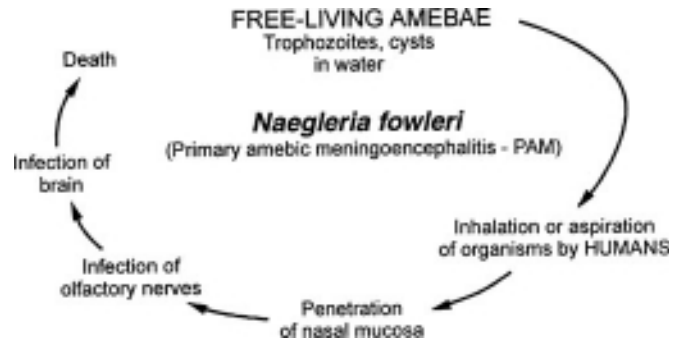 FREE-LIVING AMEBAE
Trophozoites, cysts
in water
Death
Naegleria fowleri
(Primary amebic meningoencephalitis - PAM)
Infection of
brain
Inhalation or aspiration
of organisms by HUMANS
Infection of
olfactory nerves
Penetration
of nasal mucosa